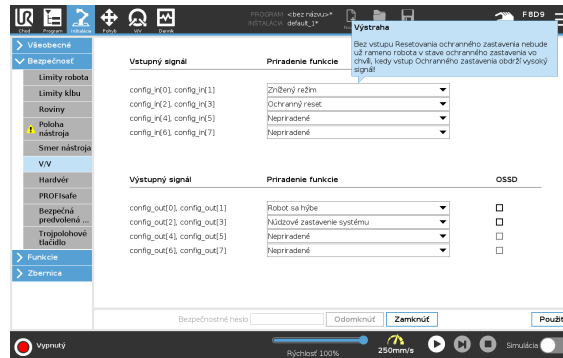 PROGRAM <bez názvu>*
INŠTALÁCIA default_1*
F8D9
Chod Program Inštalácia Pohyb V/V Denník
Výstraha
Bez vstupu Resetovania ochranného zastavenia nebude
už rameno robota v stave ochranného zastavenia vo
chvíli, kedy vstup Ochranného zastavenia obdrží vysoký
signál!
Všeobecné
Bezpečnosť
Limity robota
Limity kĺbu
Roviny
Poloha
nástroja
Smer nástroja
V/V
Hardvér
PROFIsafe
Bezpečná
predvolená ...
Trojpolohové
tlačidlo
Funkcie
Zbernica
Vstupný signál Priradenie funkcie
config_in[0], config_in[1] Znížený režim
config_in[2], config_in[3] Ochranný reset
config_in[4], config_in[5] Nepriradené
config_in[6], config_in[7] Nepriradené
Výstupný signál Priradenie funkcie OSSD
config_out[0], config_out[1] Robot sa hýbe
config_out[2], config_out[3] Núdzové zastavenie systému
config_out[4], config_out[5] Nepriradené
config_out[6], config_out[7] Nepriradené
Bezpečnostné heslo Odomknúť Zamknúť Použiť
Vypnutý
Rýchlosť 100%
250mm/s
Simulácia